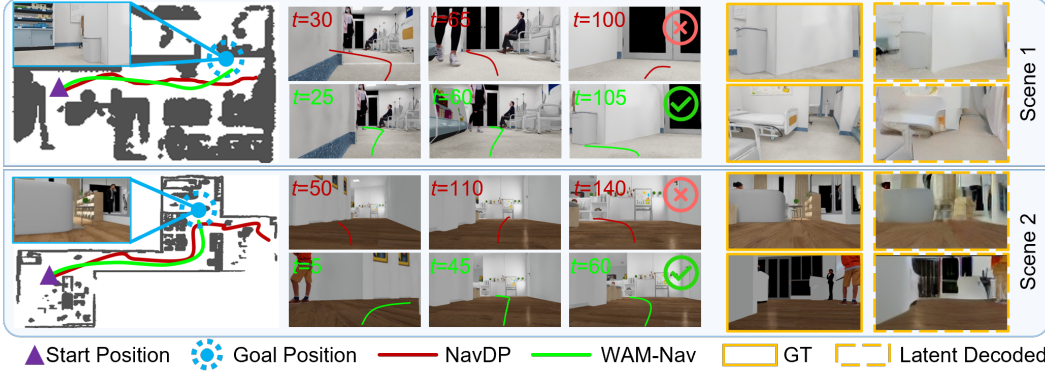 t=30
t=65
t=100
t=25
t=60
t=105
Scene 1
t=50
t=110
t=140
t=5
t=45
t=60
Scene 2
Start Position
Goal Position
NavDP
WAM-Nav
GT
Latent Decoded